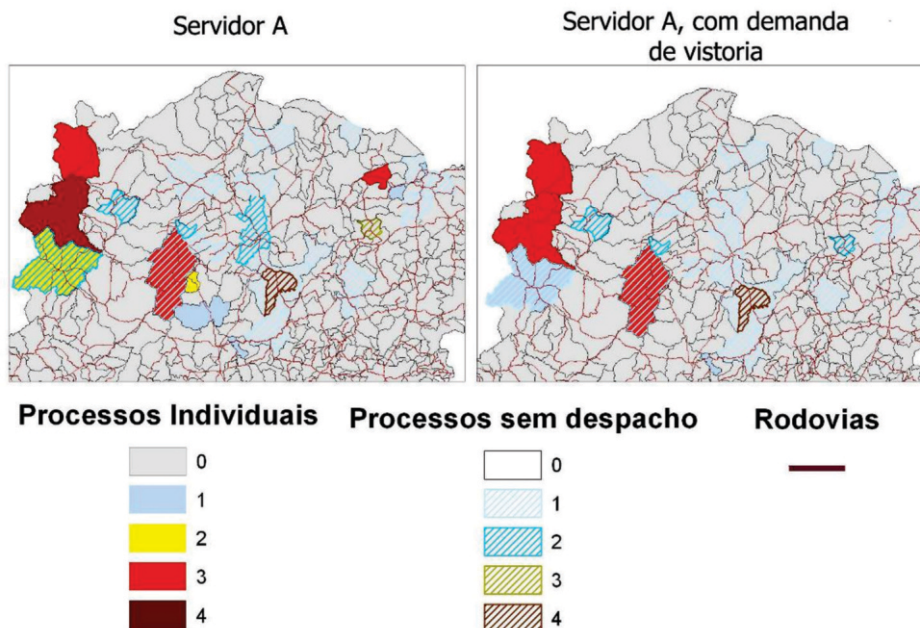 Servidor A
Servidor A, com demanda
de vistoria
Processos Individuais
0
1
2
3
4
Processos sem despacho
0
1
2
3
4
Rodovias